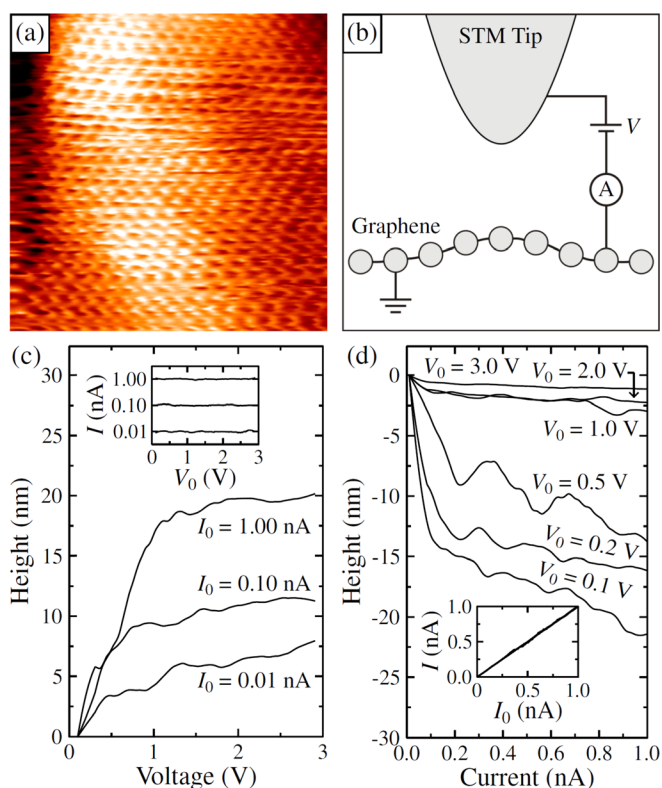 (a)
(b)
STM Tip
V
A
Graphene
(c)
30
25
20
15
10
5
0
Height (nm)
0
1
2
3
Voltage (V)
I (nA)
1.00
0.10
0.01
0
1
2
3
V0 (V)
I0 = 1.00 nA
I0 = 0.10 nA
I0 = 0.01 nA
(d)
0
-5
-10
-15
-20
-25
-30
Height (nm)
0.0
0.2
0.4
0.6
0.8
1.0
Current (nA)
V0 = 3.0 V
V0 = 2.0 V
V0 = 1.0 V
V0 = 0.5 V
V0 = 0.2 V
V0 = 0.1 V
I (nA)
1.0
0.5
0.0
0
0.5
1.0
I0 (nA)